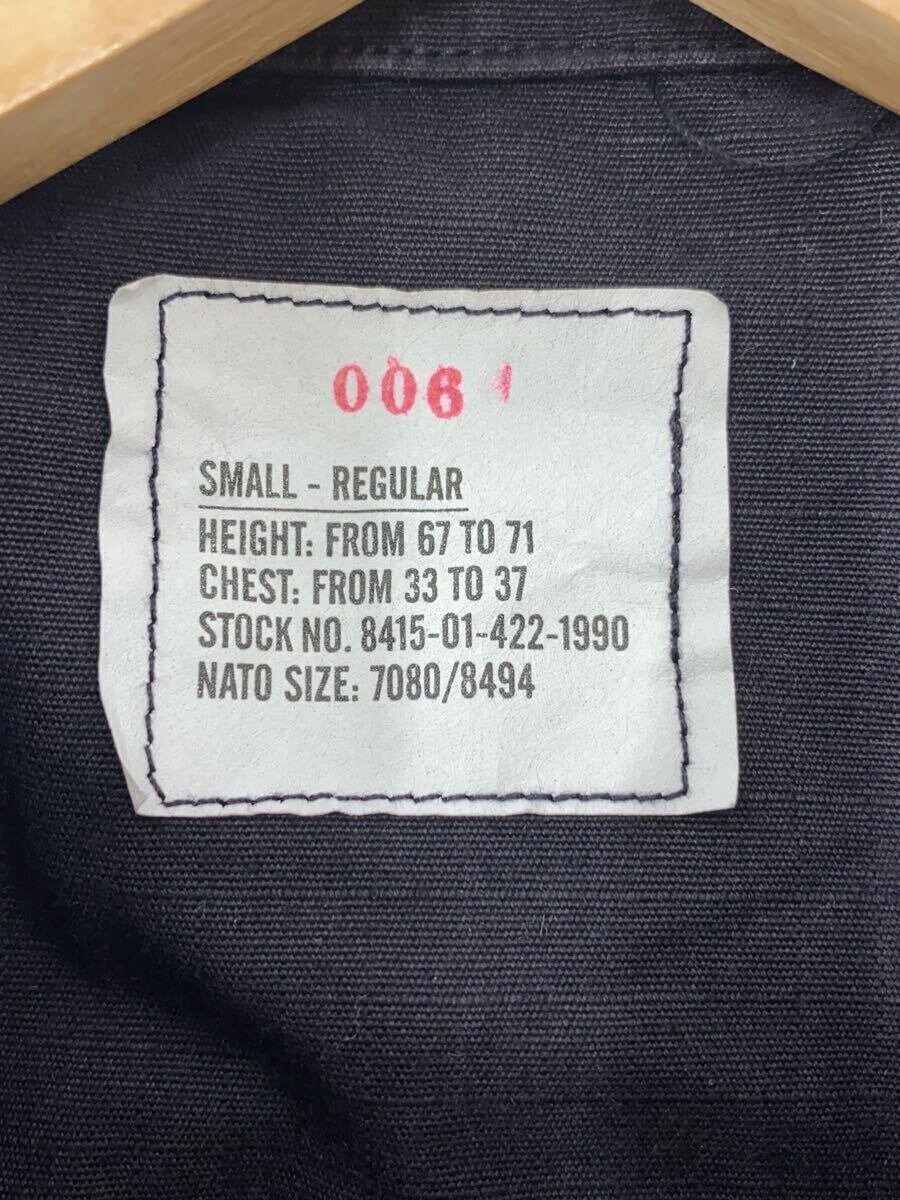 006
SMALL - REGULAR
HEIGHT: FROM 67 TO 71
CHEST: FROM 33 TO 37
STOCK NO. 8415-01-422-1990
NATO SIZE: 7080/8494